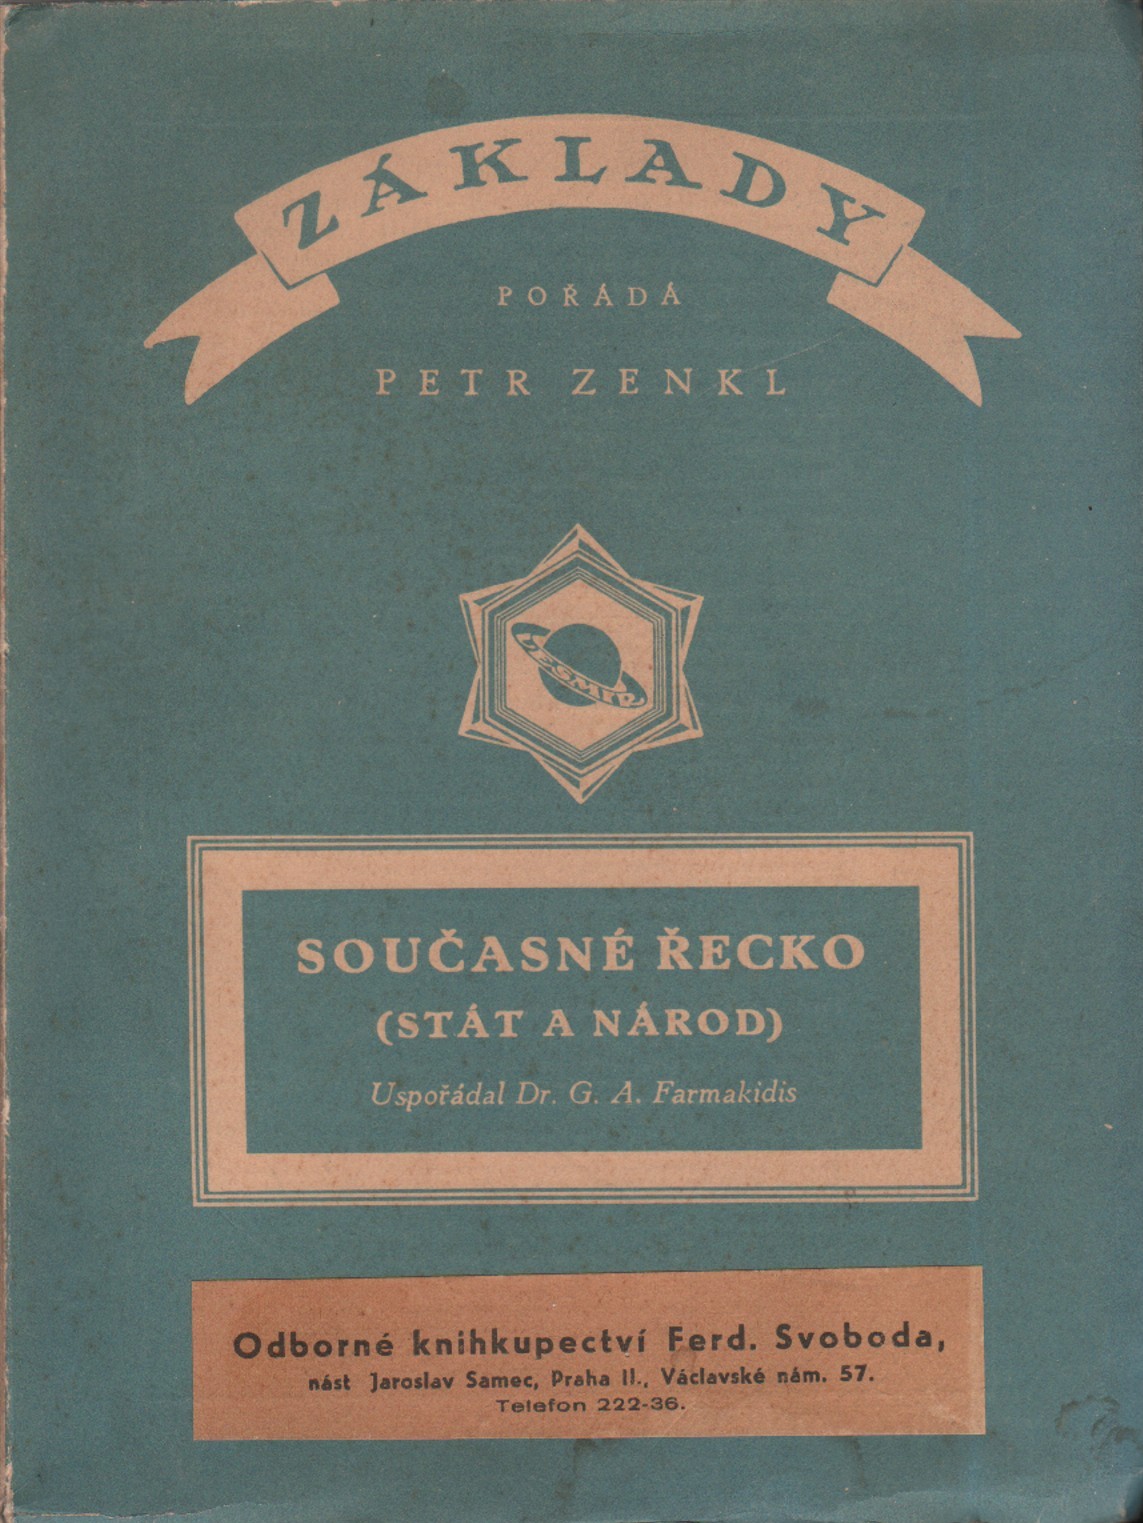 ZÁKLADY
POŘÁDÁ
PETR ZENKL
VESMÍR
SOUČASNÉ ŘECKO
(STÁT A NÁROD)
Uspořádal Dr. G. A. Farmakidis
Odborné knihkupectví Ferd. Svoboda,
nást Jaroslav Samec, Praha II., Václavské nám. 57.
Telefon 222-36.